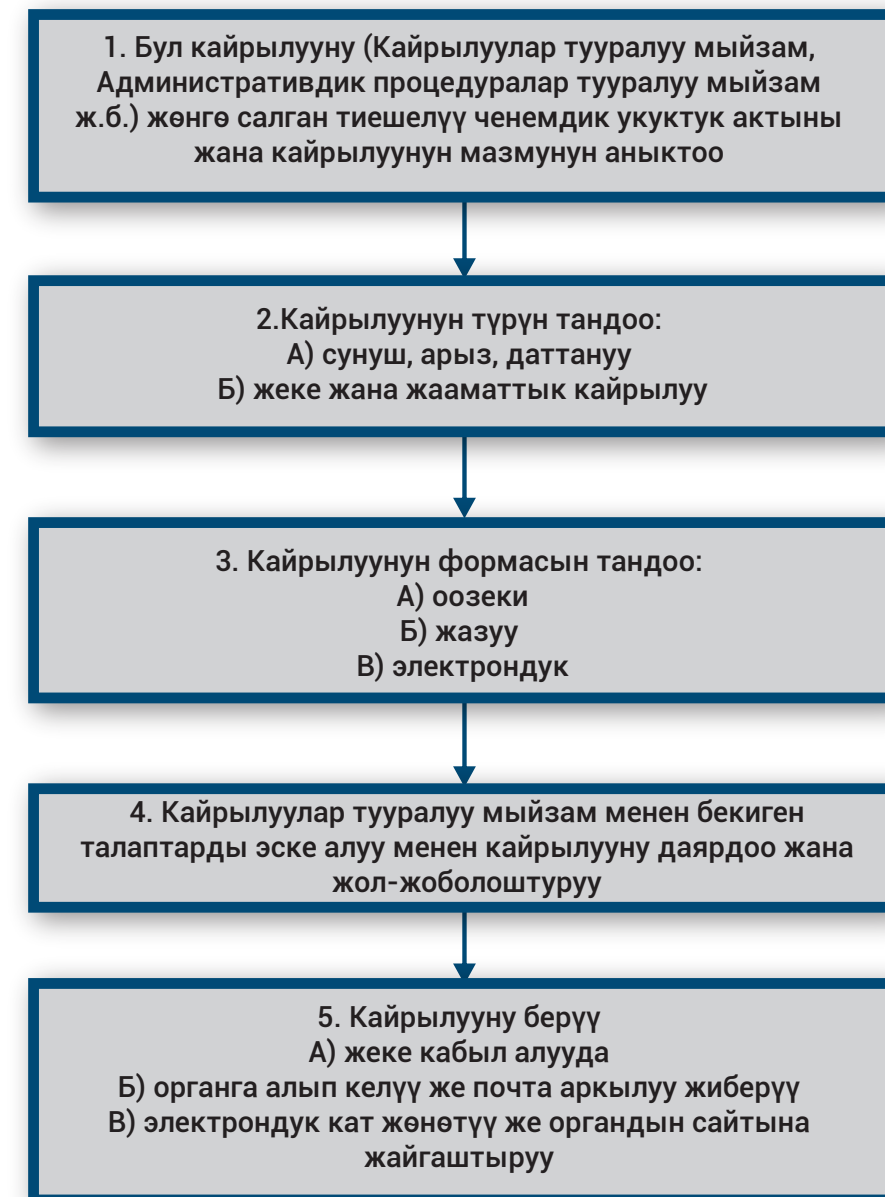 1. Бул кайрылууну (Кайрылуулар тууралуу мыйзам,
Административдик процедуралар тууралуу мыйзам
ж.б.) жөнгө салган тиешелүү ченемдик укуктук актыны
жана кайрылуунун мазмунун аныктоо
2.Кайрылуунун түрүн тандоо:
А) сунуш, арыз, даттануу
Б) жеке жана жааматтык кайрылуу
3. Кайрылуунун формасын тандоо:
А) оозеки
Б) жазуу
В) электрондук
4. Кайрылуулар тууралуу мыйзам менен бекиген
талаптарды эске алуу менен кайрылууну даярдоо жана
жол-жоболоштуруу
5. Кайрылууну берүү
А) жеке кабыл алууда
Б) органга алып келүү же почта аркылуу жиберүү
В) электрондук кат жөнөтүү же органдын сайтына
жайгаштыруу